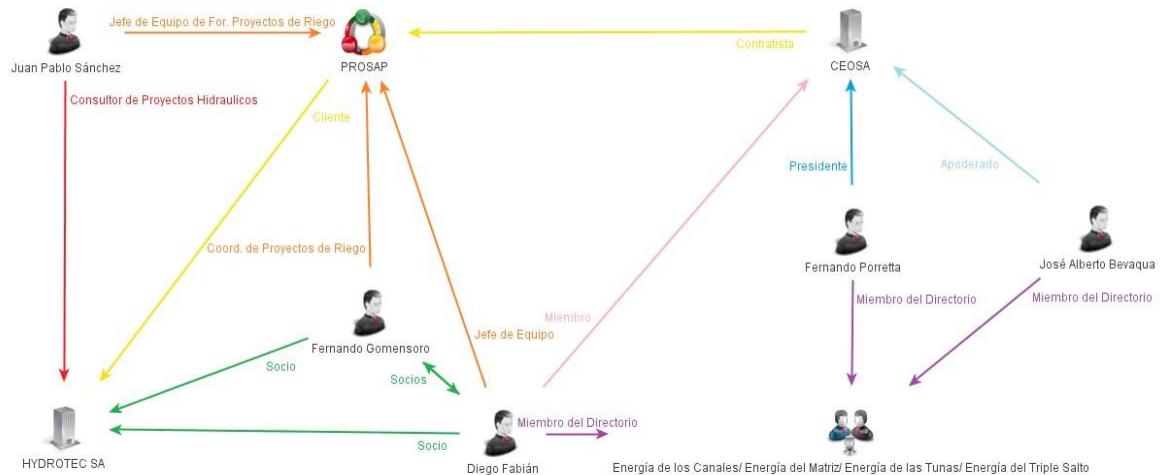 Jefe de Equipo de For. Proyectos de Riego
Juan Pablo Sánchez
PROSAP
Contratista
CEOSA
Consultor de Proyectos Hidraulicos
Cliente
Presidente
Apoderado
Coord. de Proyectos de Riego
Fernando Porretta
José Alberto Bevaqua
Miembro del Directorio
Miembro del Directorio
Miembro
Jefe de Equipo
Fernando Gomensoro
Socio
Socios
Miembro del Directorio
Socio
HYDROTEC SA
Diego Fabián
Energía de los Canales/ Energía del Matriz/ Energía de las Tunas/ Energía del Triple Salto